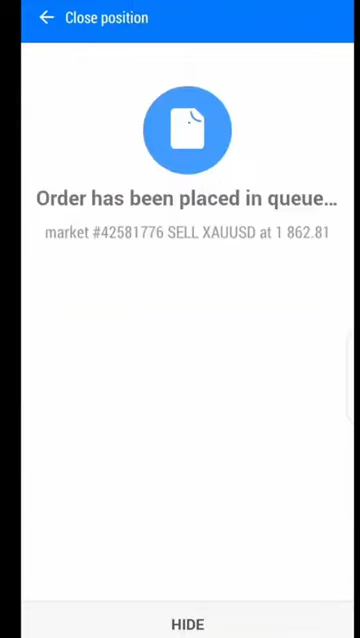 Close position
Order has been placed in queue...
market #42581776 SELL XAUUSD at 1 862.81
HIDE